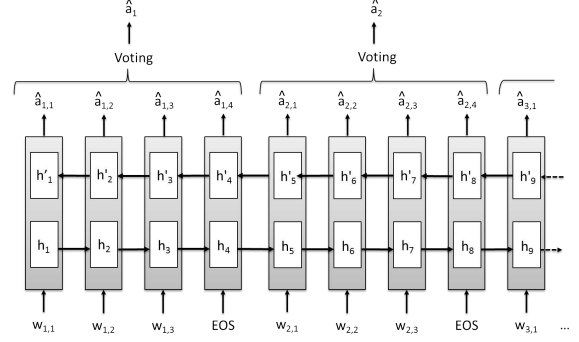 â₁ â₂
Voting Voting
â₁,₁ â₁,₂ â₁,₃ â₁,₄ â₂,₁ â₂,₂ â₂,₃ â₂,₄ â₃,₁
h'₁ h'₂ h'₃ h'₄ h'₅ h'₆ h'₇ h'₈ h'₉
h₁ h₂ h₃ h₄ h₅ h₆ h₇ h₈ h₉
w₁,₁ w₁,₂ w₁,₃ EOS w₂,₁ w₂,₂ w₂,₃ EOS w₃,₁ ...